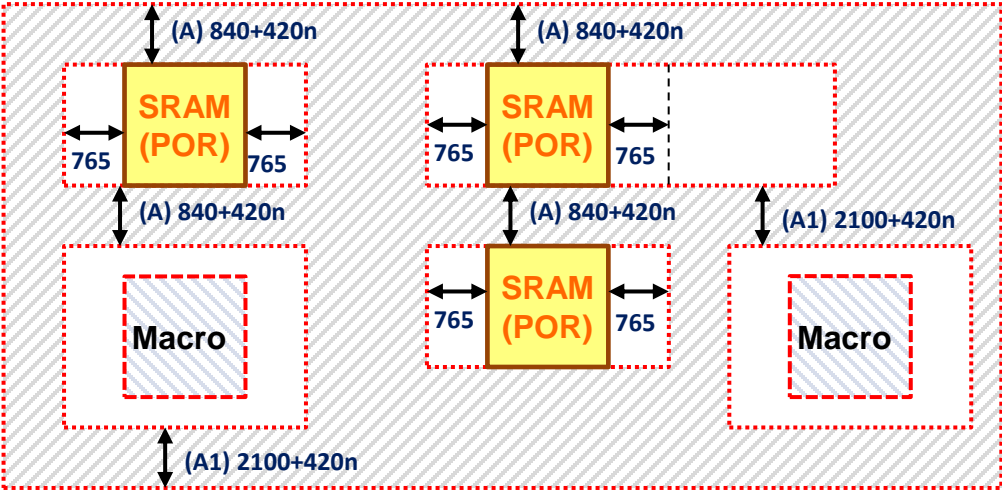 (A) 840+420n
(A) 840+420n
SRAM
(POR)
765
765
SRAM
(POR)
765
765
(A) 840+420n
(A) 840+420n
(A1) 2100+420n
Macro
SRAM
(POR)
765
765
Macro
(A1) 2100+420n